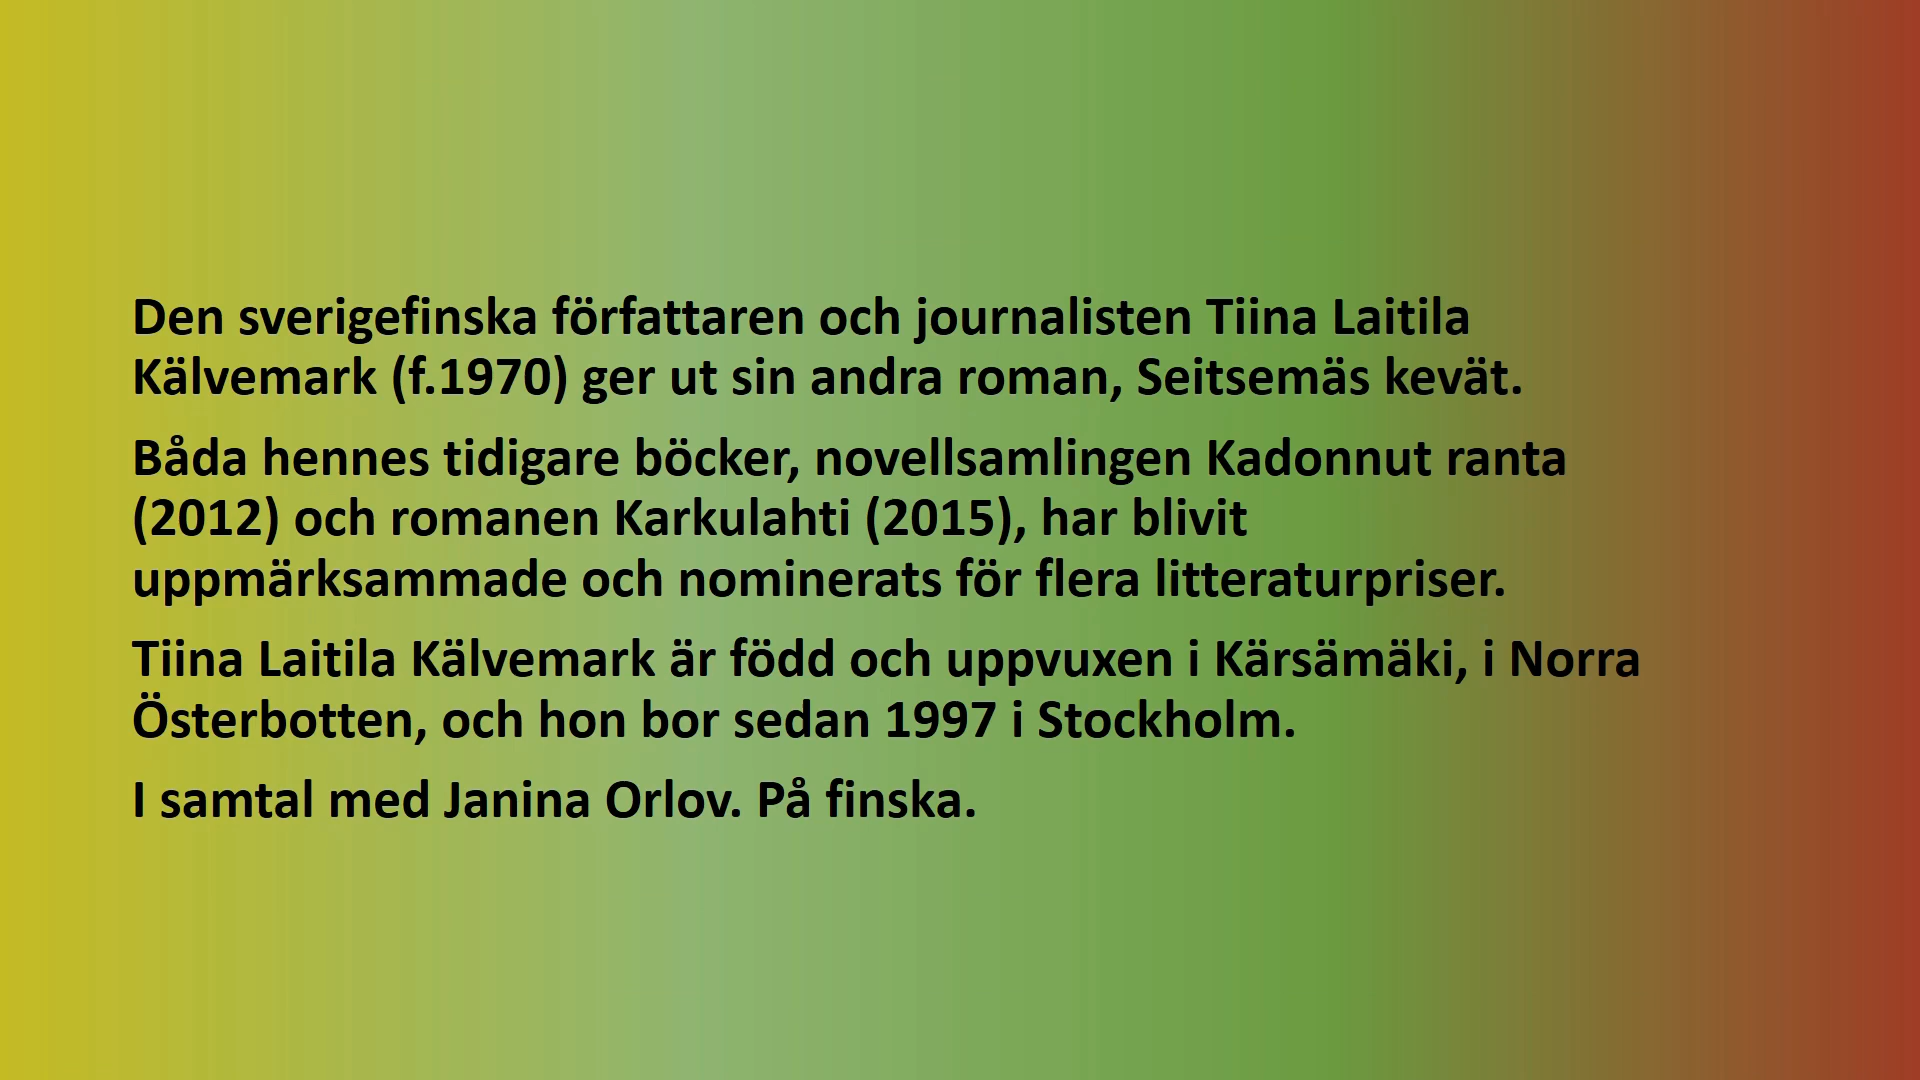 Den sverigefinska författaren och journalisten Tiina Laitila
Kälvemark (f.1970) ger ut sin andra roman, Seitsemäs kevät.
Båda hennes tidigare böcker, novellsamlingen Kadonnut ranta
(2012) och romanen Karkulahti (2015), har blivit
uppmärksammade och nominerats för flera litteraturpriser.
Tiina Laitila Kälvemark är född och uppvuxen i Kärsämäki, i Norra
Österbotten, och hon bor sedan 1997 i Stockholm.
I samtal med Janina Orlov. På finska.